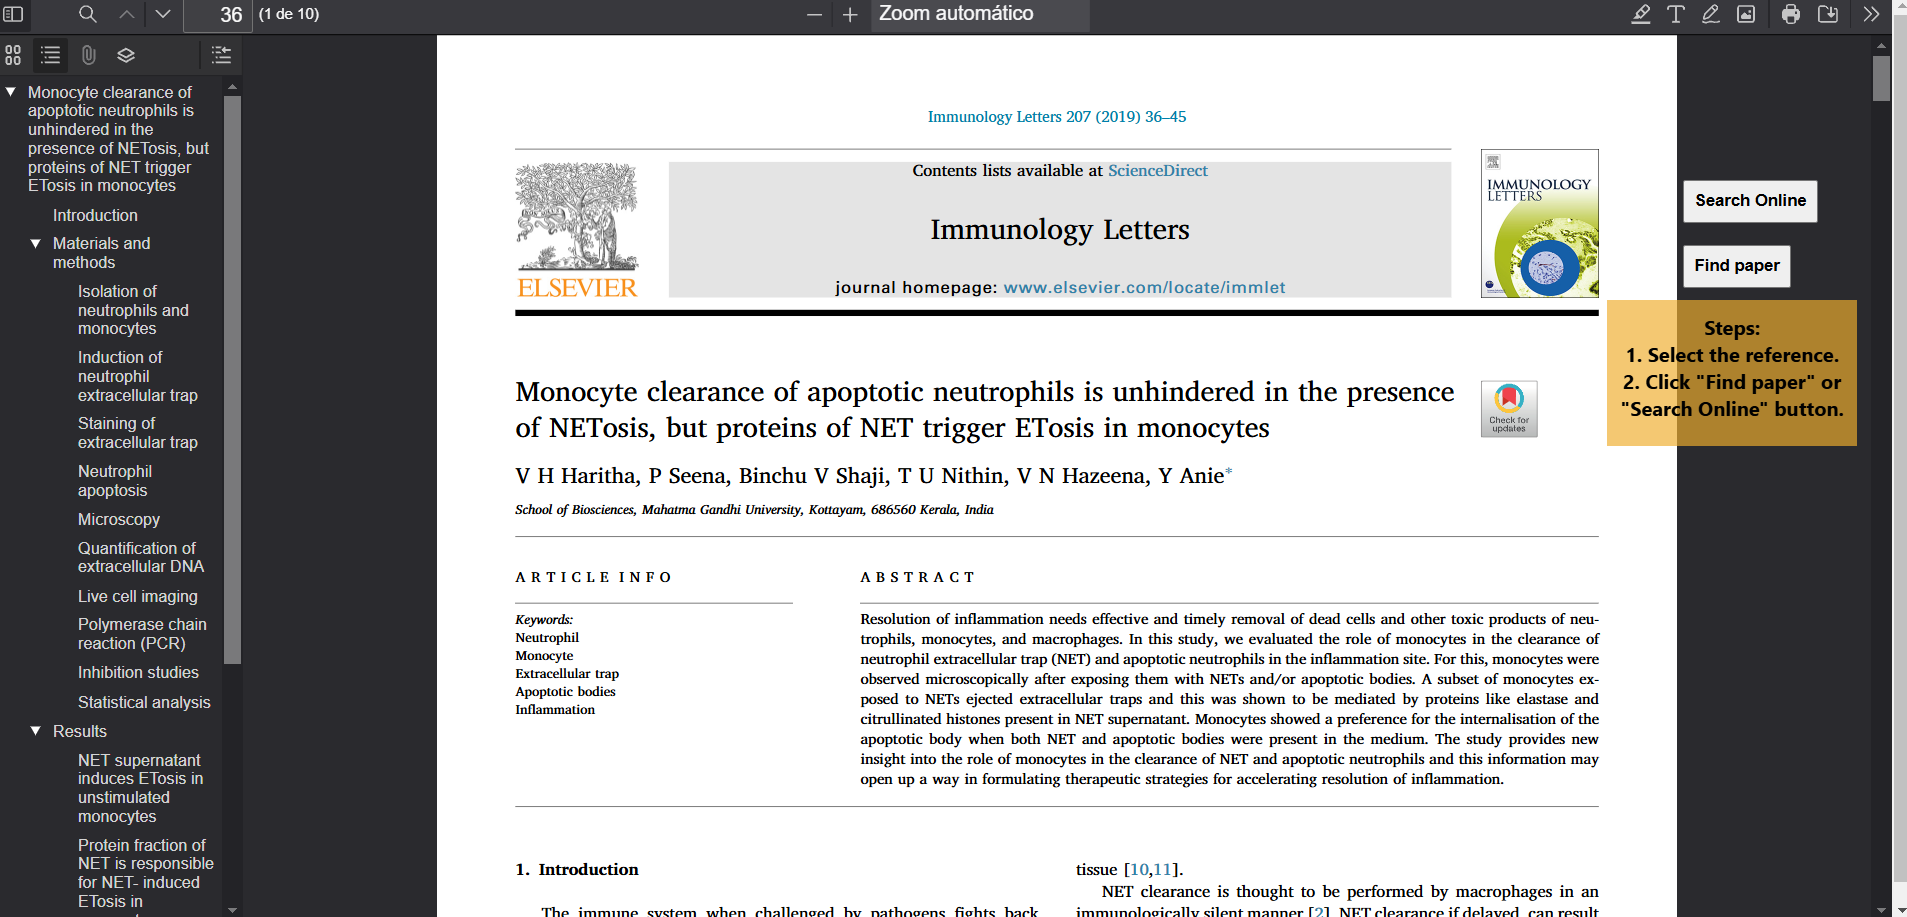 36 (1 de 10)
Zoom automático
Monocyte clearance of
apoptotic neutrophils is
unhindered in the
presence of NETosis, but
proteins of NET trigger
ETosis in monocytes
Introduction
Materials and
methods
Isolation of
neutrophils and
monocytes
Induction of
neutrophil
extracellular trap
Staining of
extracellular trap
Neutrophil
apoptosis
Microscopy
Quantification of
extracellular DNA
Live cell imaging
Polymerase chain
reaction (PCR)
Inhibition studies
Statistical analysis
Results
NET supernatant
induces ETosis in
unstimulated
monocytes
Protein fraction of
NET is responsible
for NET- induced
ETosis in
Immunology Letters 207 (2019) 36–45
ELSEVIER
Contents lists available at ScienceDirect
Immunology Letters
journal homepage: www.elsevier.com/locate/immlet
IMMUNOLOGY
LETTERS
Search Online
Find paper
Steps:
1. Select the reference.
2. Click "Find paper" or
"Search Online" button.
Monocyte clearance of apoptotic neutrophils is unhindered in the presence
of NETosis, but proteins of NET trigger ETosis in monocytes
Check for
updates
V H Haritha, P Seena, Binchu V Shaji, T U Nithin, V N Hazeena, Y Anie*
School of Biosciences, Mahatma Gandhi University, Kottayam, 686560 Kerala, India
ARTICLE INFO
Keywords:
Neutrophil
Monocyte
Extracellular trap
Apoptotic bodies
Inflammation
ABSTRACT
Resolution of inflammation needs effective and timely removal of dead cells and other toxic products of neu-
trophils, monocytes, and macrophages. In this study, we evaluated the role of monocytes in the clearance of
neutrophil extracellular trap (NET) and apoptotic neutrophils in the inflammation site. For this, monocytes were
observed microscopically after exposing them with NETs and/or apoptotic bodies. A subset of monocytes ex-
posed to NETs ejected extracellular traps and this was shown to be mediated by proteins like elastase and
citrullinated histones present in NET supernatant. Monocytes showed a preference for the internalisation of the
apoptotic body when both NET and apoptotic bodies were present in the medium. The study provides new
insight into the role of monocytes in the clearance of NET and apoptotic neutrophils and this information may
open up a way in formulating therapeutic strategies for accelerating resolution of inflammation.
1. Introduction
The immune system when challenged by pathogens fights back
tissue [10,11].
NET clearance is thought to be performed by macrophages in an
immunologically silent manner [2]. NET clearance if delayed, can result